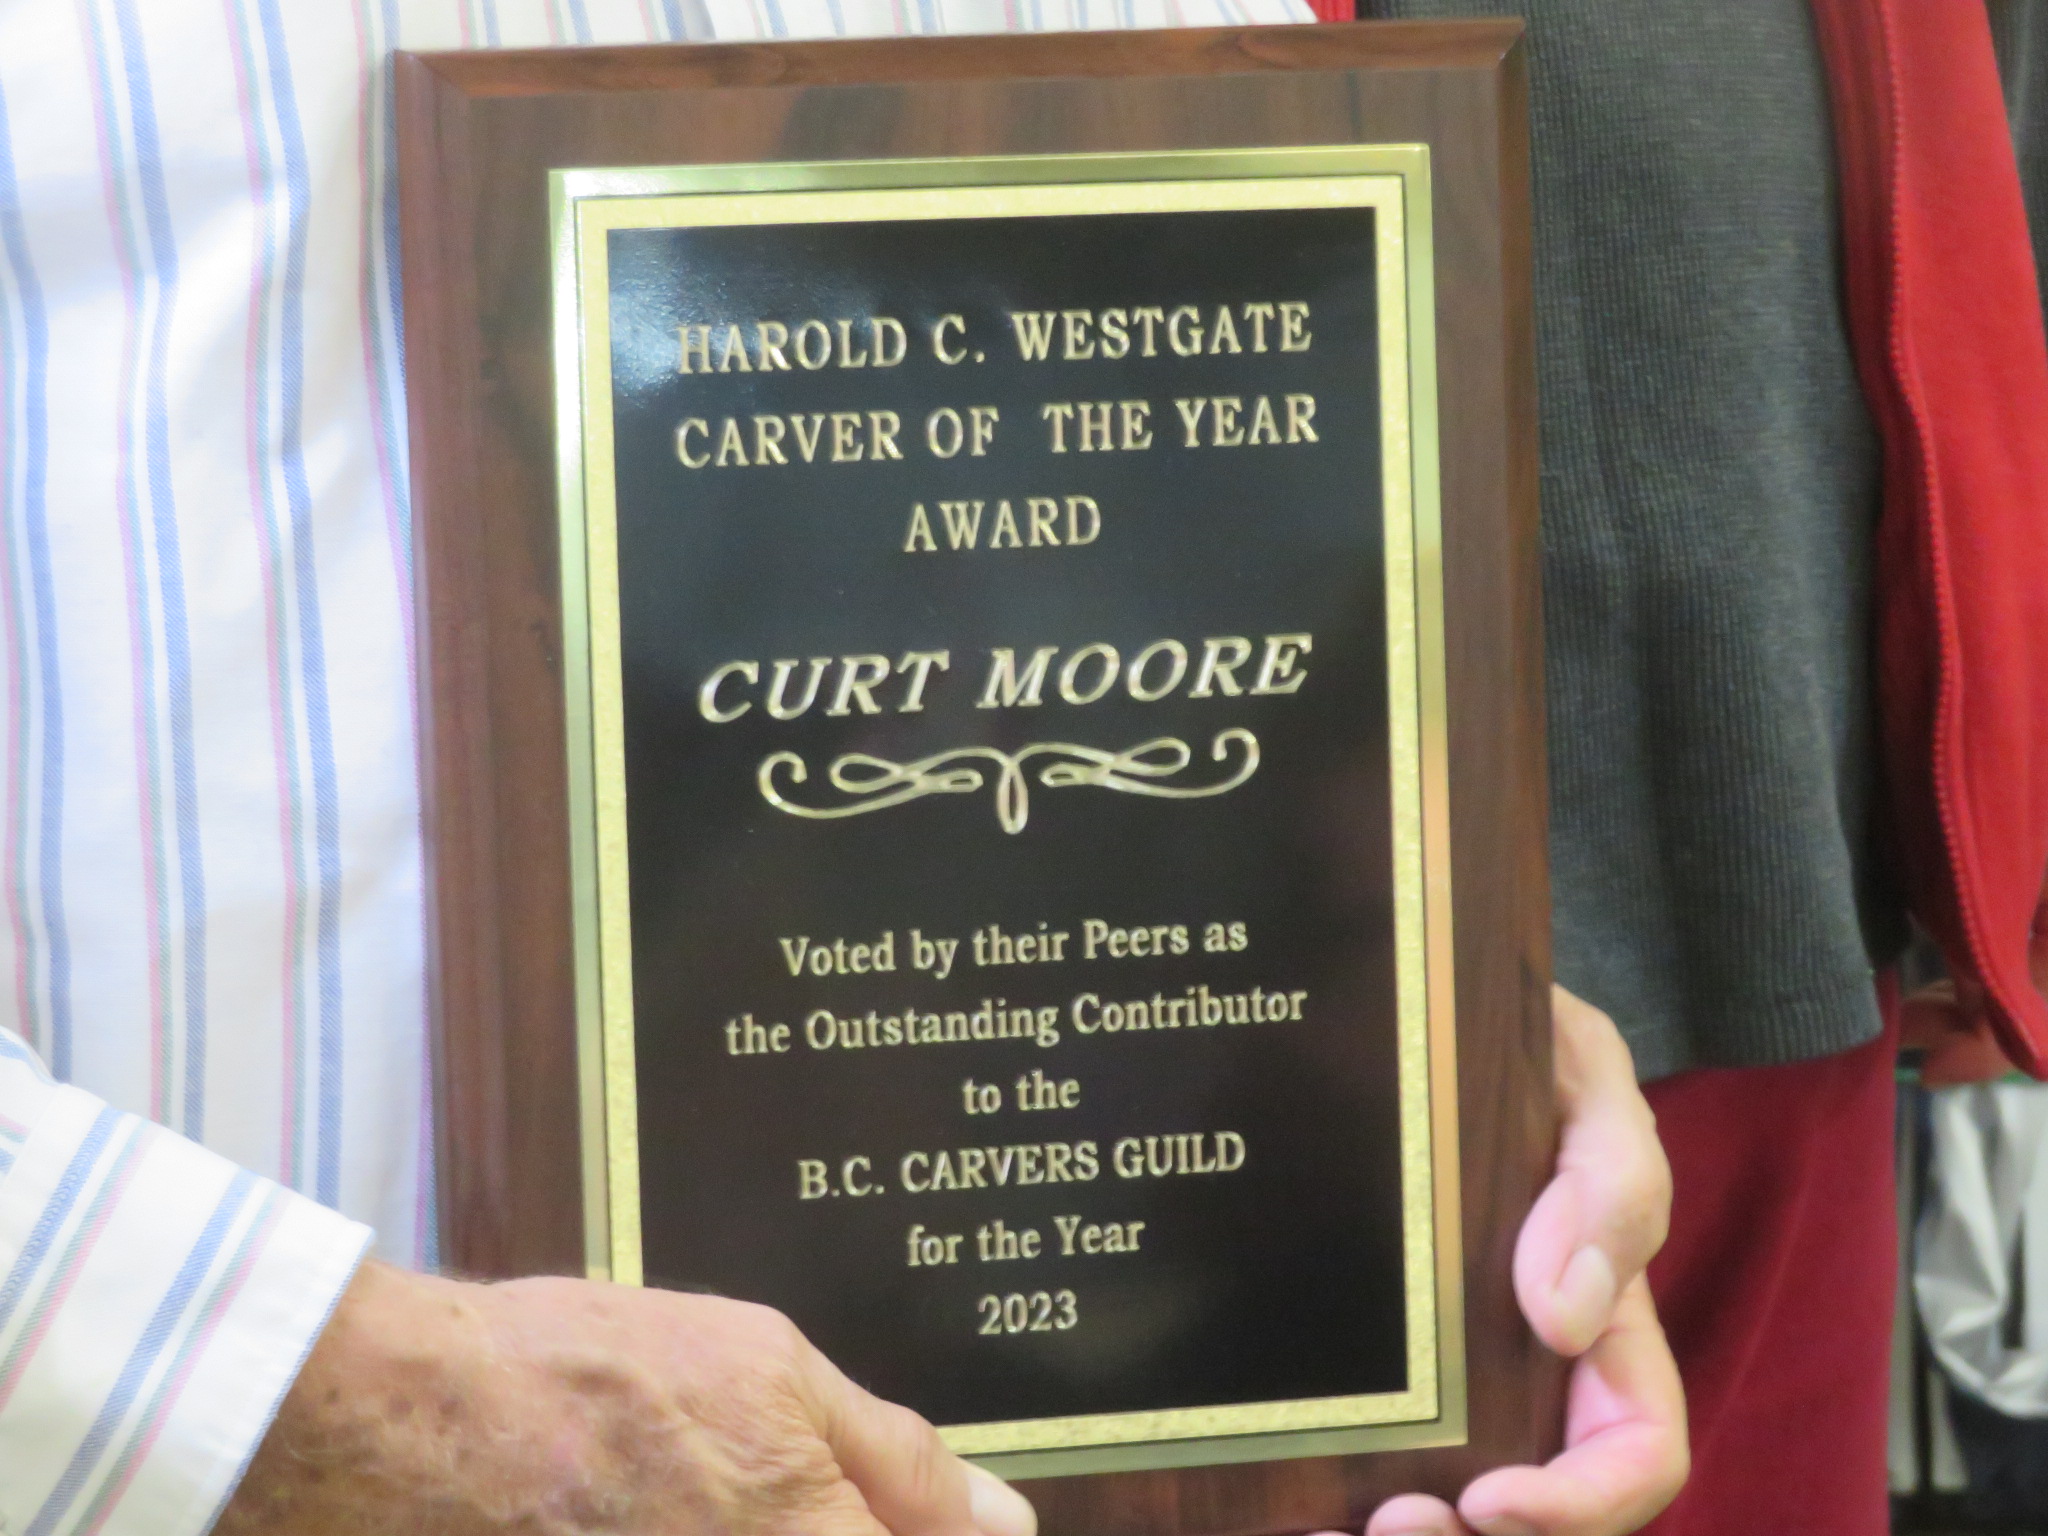 HAROLD C. WESTGATE
CARVER OF THE YEAR
AWARD
CURT MOORE
Voted by their Peers as
the Outstanding Contributor
to the
B.C. CARVERS GUILD
for the Year
2023